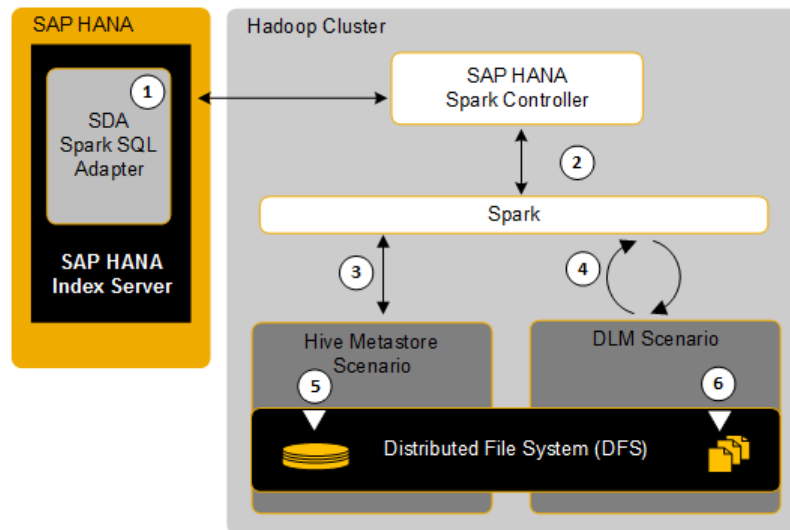 SAP HANA
1
SDA
Spark SQL
Adapter
SAP HANA
Index Server
Hadoop Cluster
SAP HANA
Spark Controller
2
Spark
3
4
Hive Metastore
Scenario
DLM Scenario
5
6
Distributed File System (DFS)